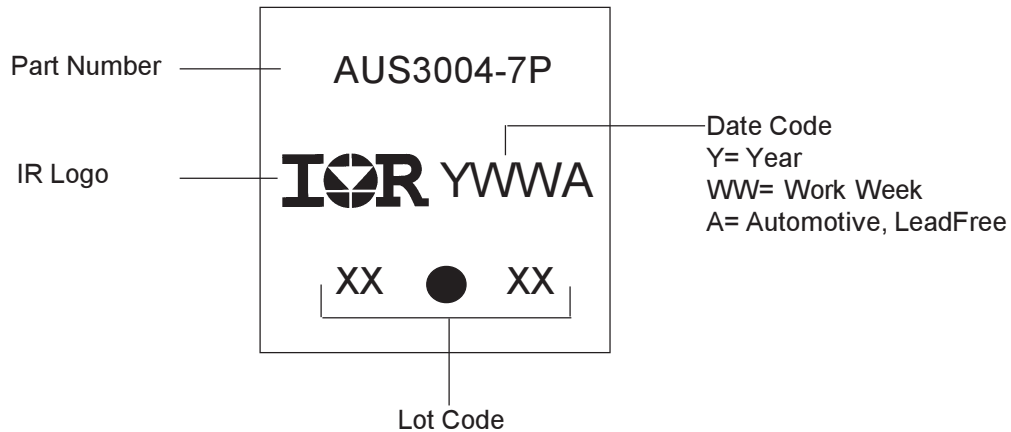 Part Number
AUS3004-7P
IR Logo
IOR YWWA
Date Code
Y= Year
WW= Work Week
A= Automotive, LeadFree
XX ● XX
Lot Code